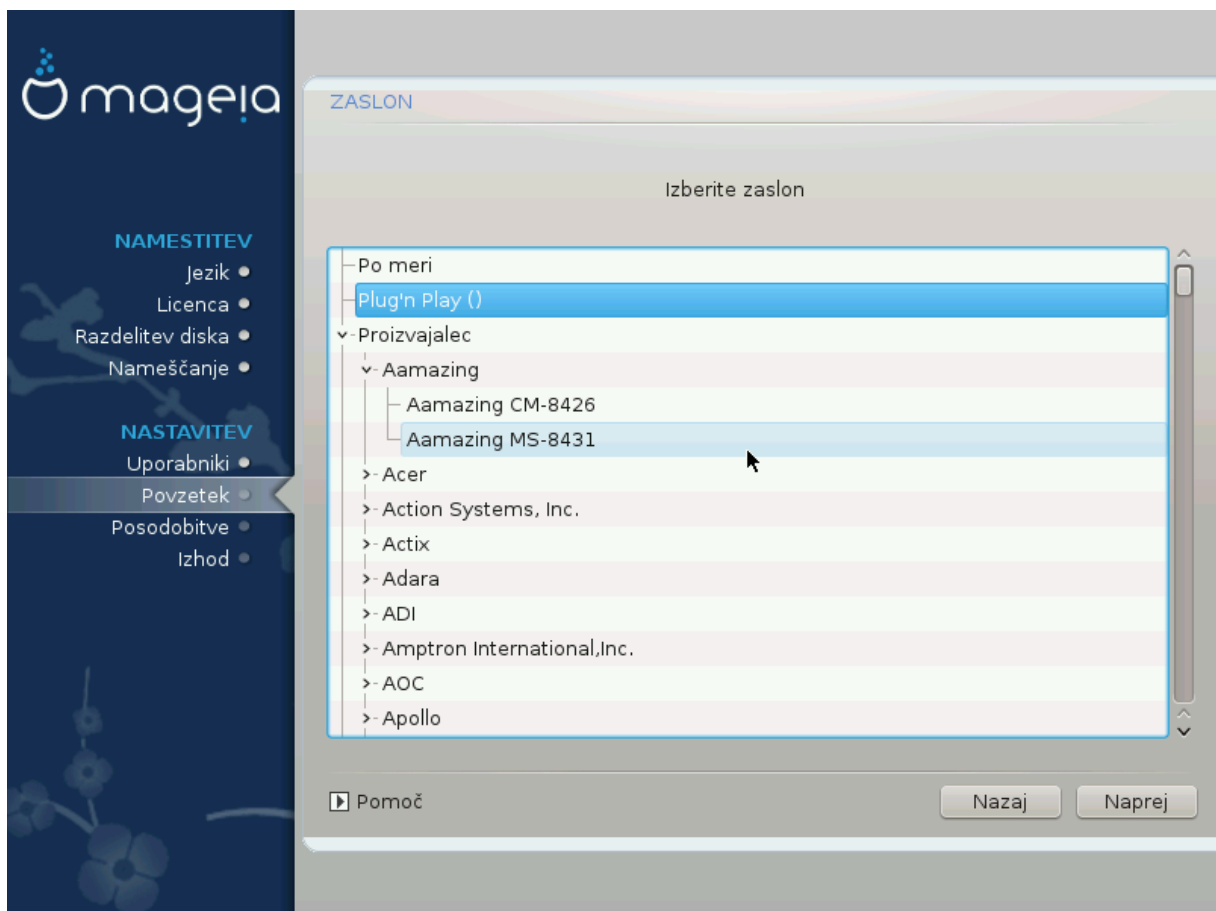 mageia
NAMESTITEV
Jezik
Licenca
Razdelitev diska
Nameščanje
NASTAVITEV
Uporabniki
Povzetek
Posodobitve
Izhod
ZASLON
Izberite zaslon
Po meri
Plug'n Play ()
Proizvajalec
Aamazing
Aamazing CM-8426
Aamazing MS-8431
Acer
Action Systems, Inc.
Actix
Adara
ADI
Amptron International,Inc.
AOC
Apollo
Pomoč
Nazaj
Naprej